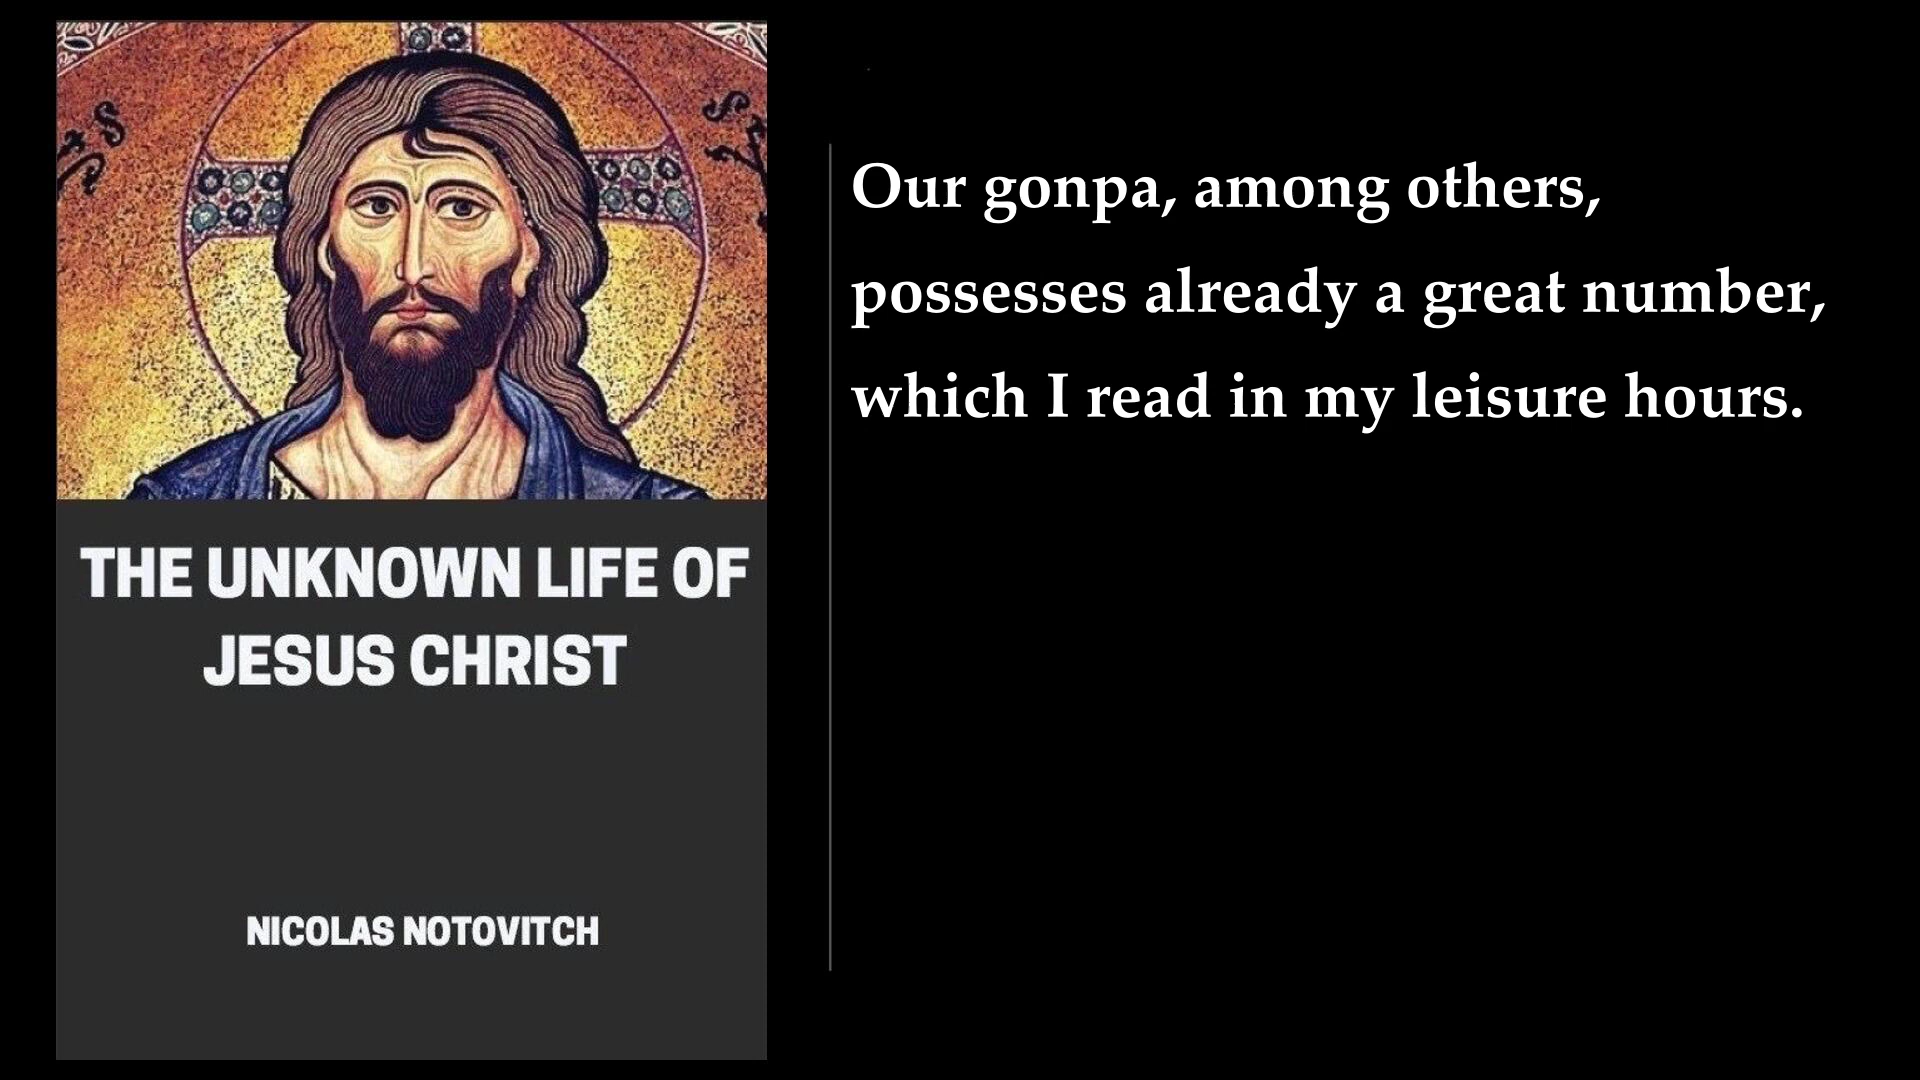 THE UNKNOWN LIFE OF
JESUS CHRIST
NICOLAS NOTOVITCH
Our gonpa, among others,
possesses already a great number,
which I read in my leisure hours.